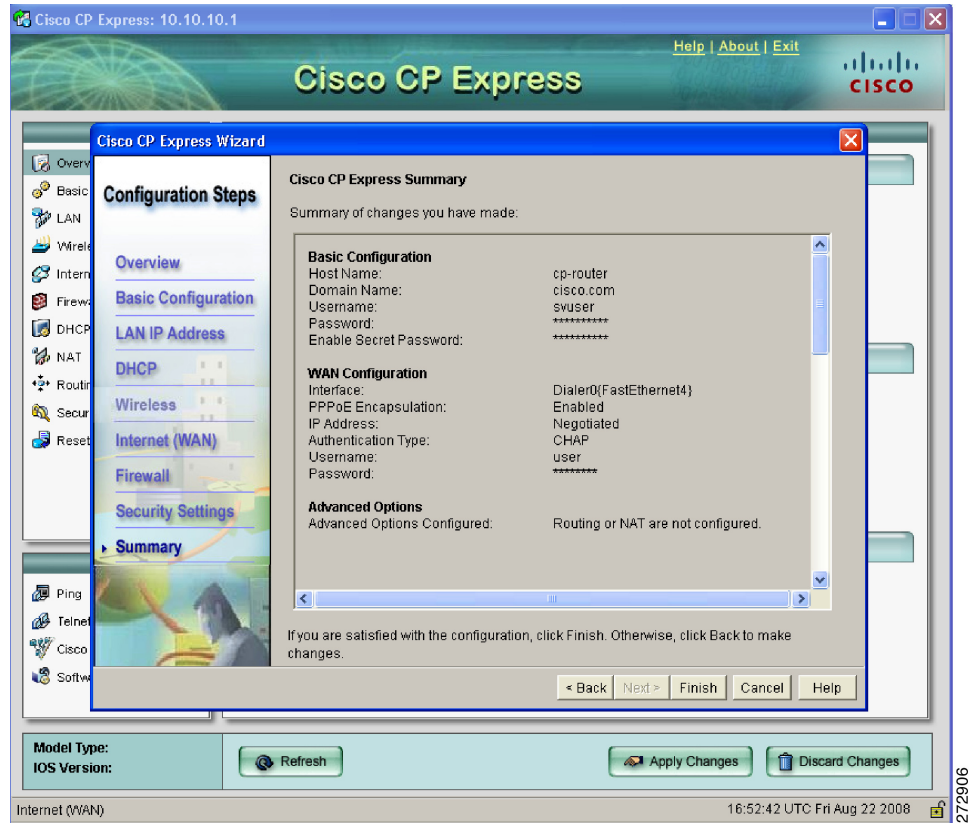 Cisco CP Express: 10.10.10.1
Help | About | Exit
Cisco CP Express
CISCO
Cisco CP Express Wizard
Overv
Basic
LAN
Wirele
Intern
Firewa
DHCP
NAT
Routin
Secur
Reset
Ping
Telnet
Cisco
Softwa
Configuration Steps
Overview
Basic Configuration
LAN IP Address
DHCP
Wireless
Internet (WAN)
Firewall
Security Settings
Summary
Cisco CP Express Summary
Summary of changes you have made:
Basic Configuration
Host Name: cp-router
Domain Name: cisco.com
Username: svuser
Password: **********
Enable Secret Password: **********
WAN Configuration
Interface: Dialer0{FastEthernet4}
PPPoE Encapsulation: Enabled
IP Address: Negotiated
Authentication Type: CHAP
Username: user
Password: ********
Advanced Options
Advanced Options Configured: Routing or NAT are not configured.
If you are satisfied with the configuration, click Finish. Otherwise, click Back to make
changes.
< Back Next > Finish Cancel Help
Model Type:
IOS Version:
Refresh Apply Changes Discard Changes
Internet (WAN) 16:52:42 UTC Fri Aug 22 2008
272906